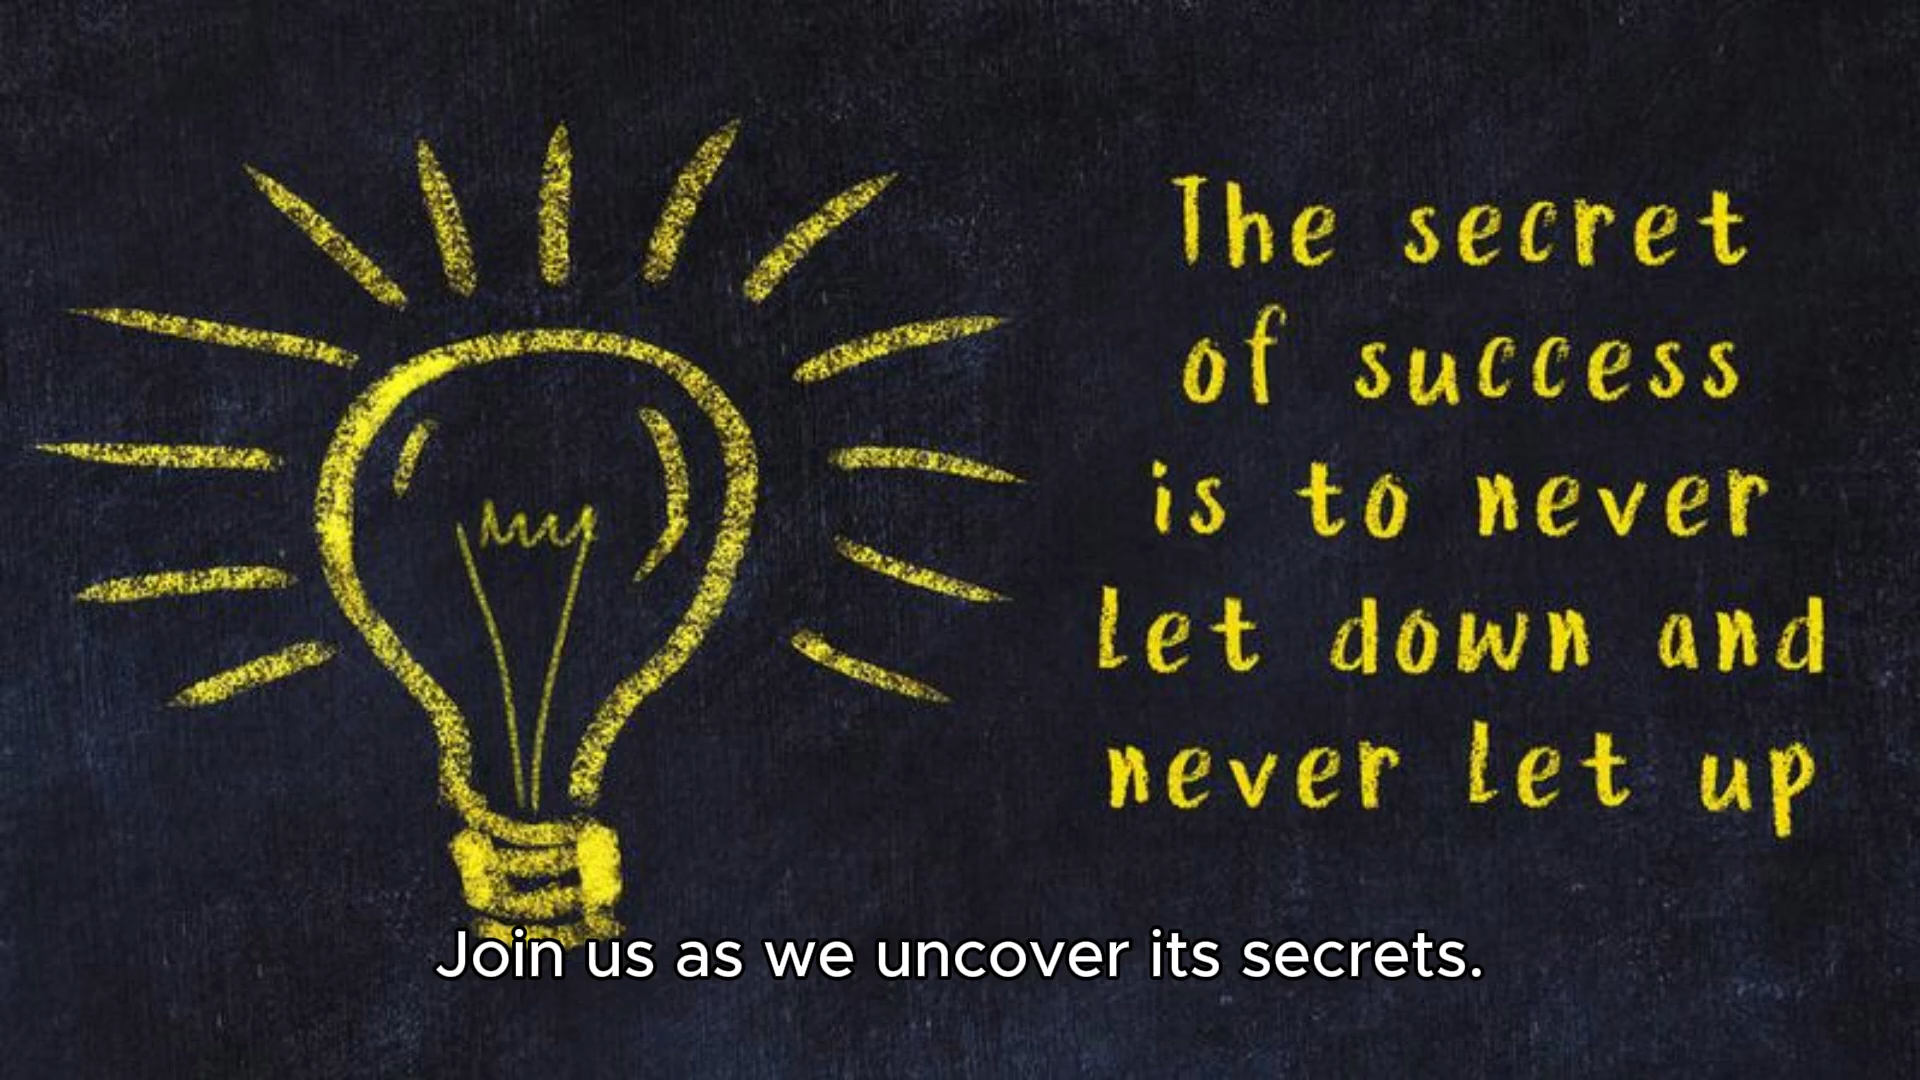 The secret
of success
is to never
let down and
never let up
Join us as we uncover its secrets.